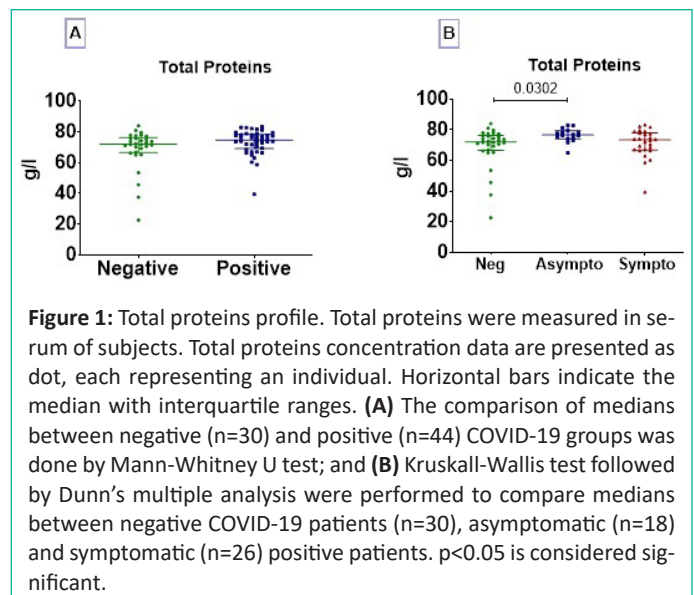 A
B
Total Proteins
Total Proteins
0.0302
100
80
60
40
20
0
g/l
Negative
Positive
100
80
60
40
20
0
g/l
Neg
Asympto
Sympto
Figure 1: Total proteins profile. Total proteins were measured in se-
rum of subjects. Total proteins concentration data are presented as
dot, each representing an individual. Horizontal bars indicate the
median with interquartile ranges. (A) The comparison of medians
between negative (n=30) and positive (n=44) COVID-19 groups was
done by Mann-Whitney U test; and (B) Kruskall-Wallis test followed
by Dunn's multiple analysis were performed to compare medians
between negative COVID-19 patients (n=30), asymptomatic (n=18)
and symptomatic (n=26) positive patients. p<0.05 is considered sig-
nificant.